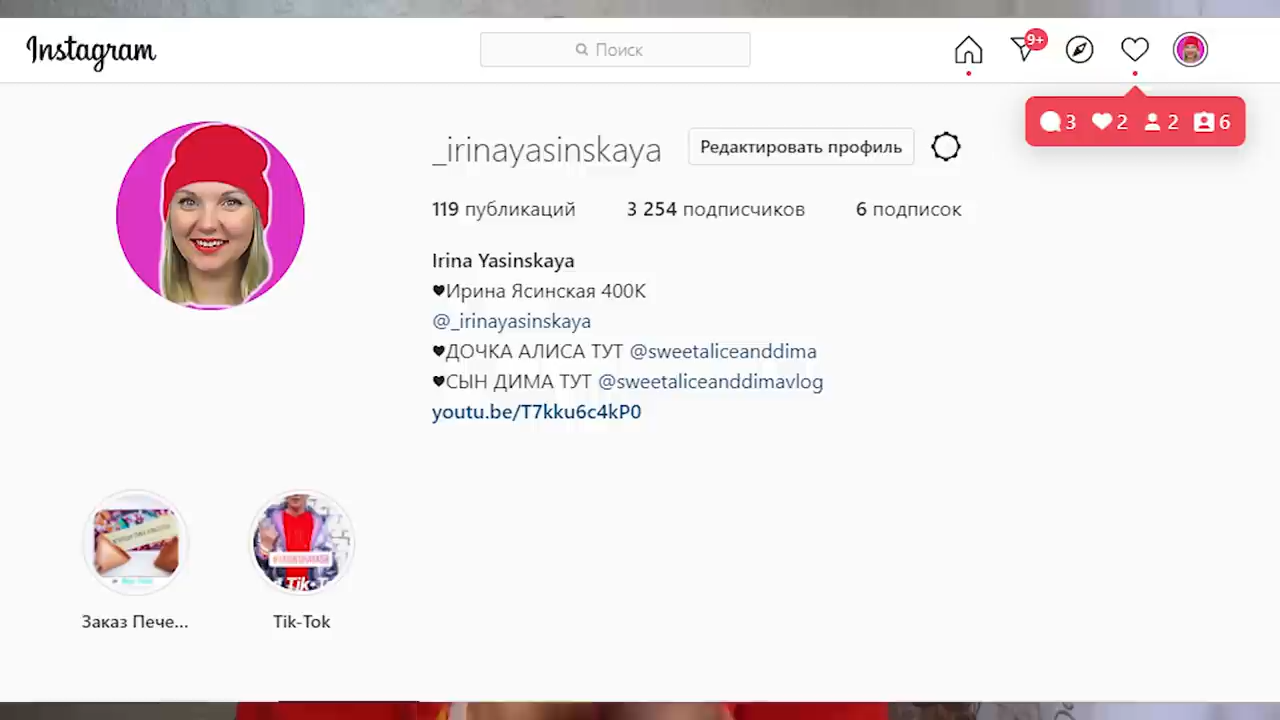 Instagram
Поиск
9+
3 2 2 6
_irinayasinskaya
Редактировать профиль
119 публикаций 3 254 подписчиков 6 подписок
Irina Yasinskaya
♥Ирина Ясинская 400K
@_irinayasinskaya
♥ДОЧКА АЛИСА ТУТ @sweetaliceanddima
♥СЫН ДИМА ТУТ @sweetaliceanddimavlog
youtu.be/T7kku6c4kP0
Заказ Пече...
Tik-Tok